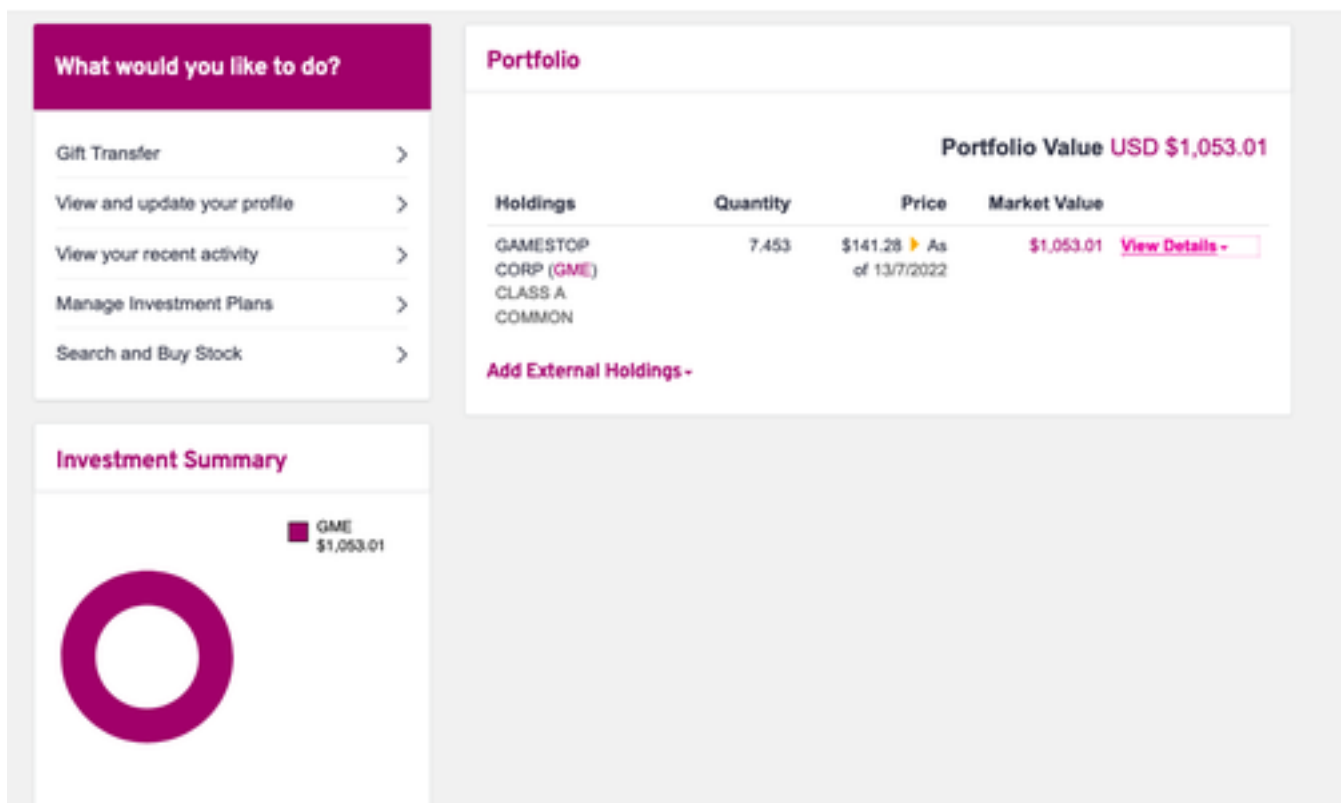 What would you like to do?
Gift Transfer
View and update your profile
View your recent activity
Manage Investment Plans
Search and Buy Stock
Investment Summary
GME
$1,053.01
Portfolio
Portfolio Value USD $1,053.01
Holdings Quantity Price Market Value
GAMESTOP 7.453 $141.28 As $1,053.01 View Details
CORP (GME) of 13/7/2022
CLASS A
COMMON
Add External Holdings